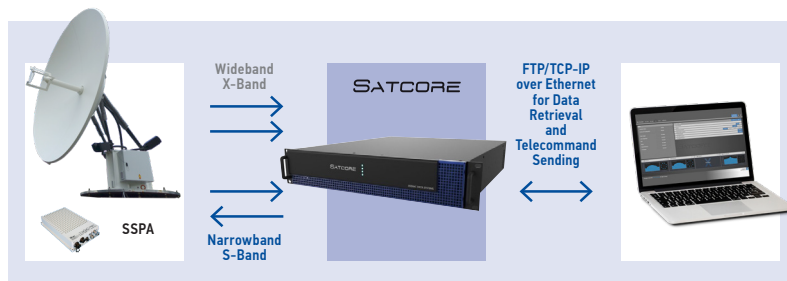 Wideband
X-Band
SATCORE
FTP/TCP-IP
over Ethernet
for Data
Retrieval
and
Telecommand
Sending
SATCORE
SSPA
Narrowband
S-Band